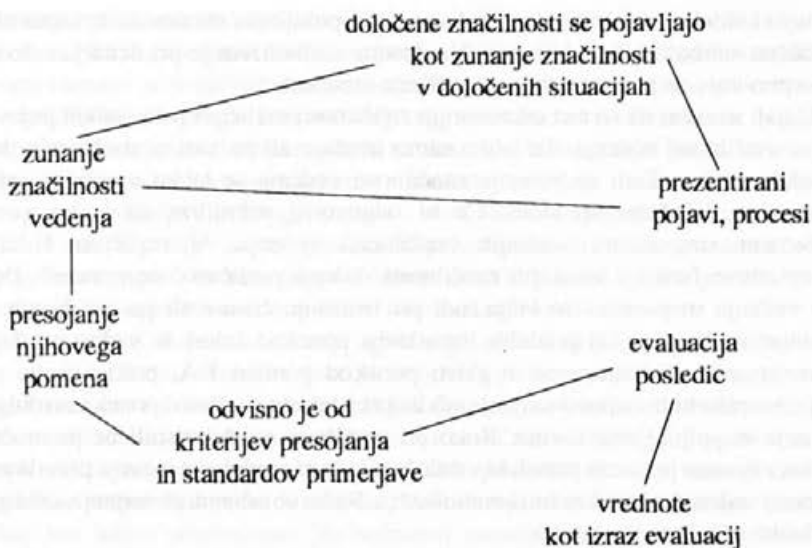 določene značilnosti se pojavljajo
kot zunanje značilnosti
v določenih situacijah
zunanje
značilnosti
vedenja
prezentirani
pojavi, procesi
presojanje
njihovega
pomena
evaluacija
posledic
odvisno je od
kriterijev presojanja
in standardov primerjave
vrednote
kot izraz evaluacij